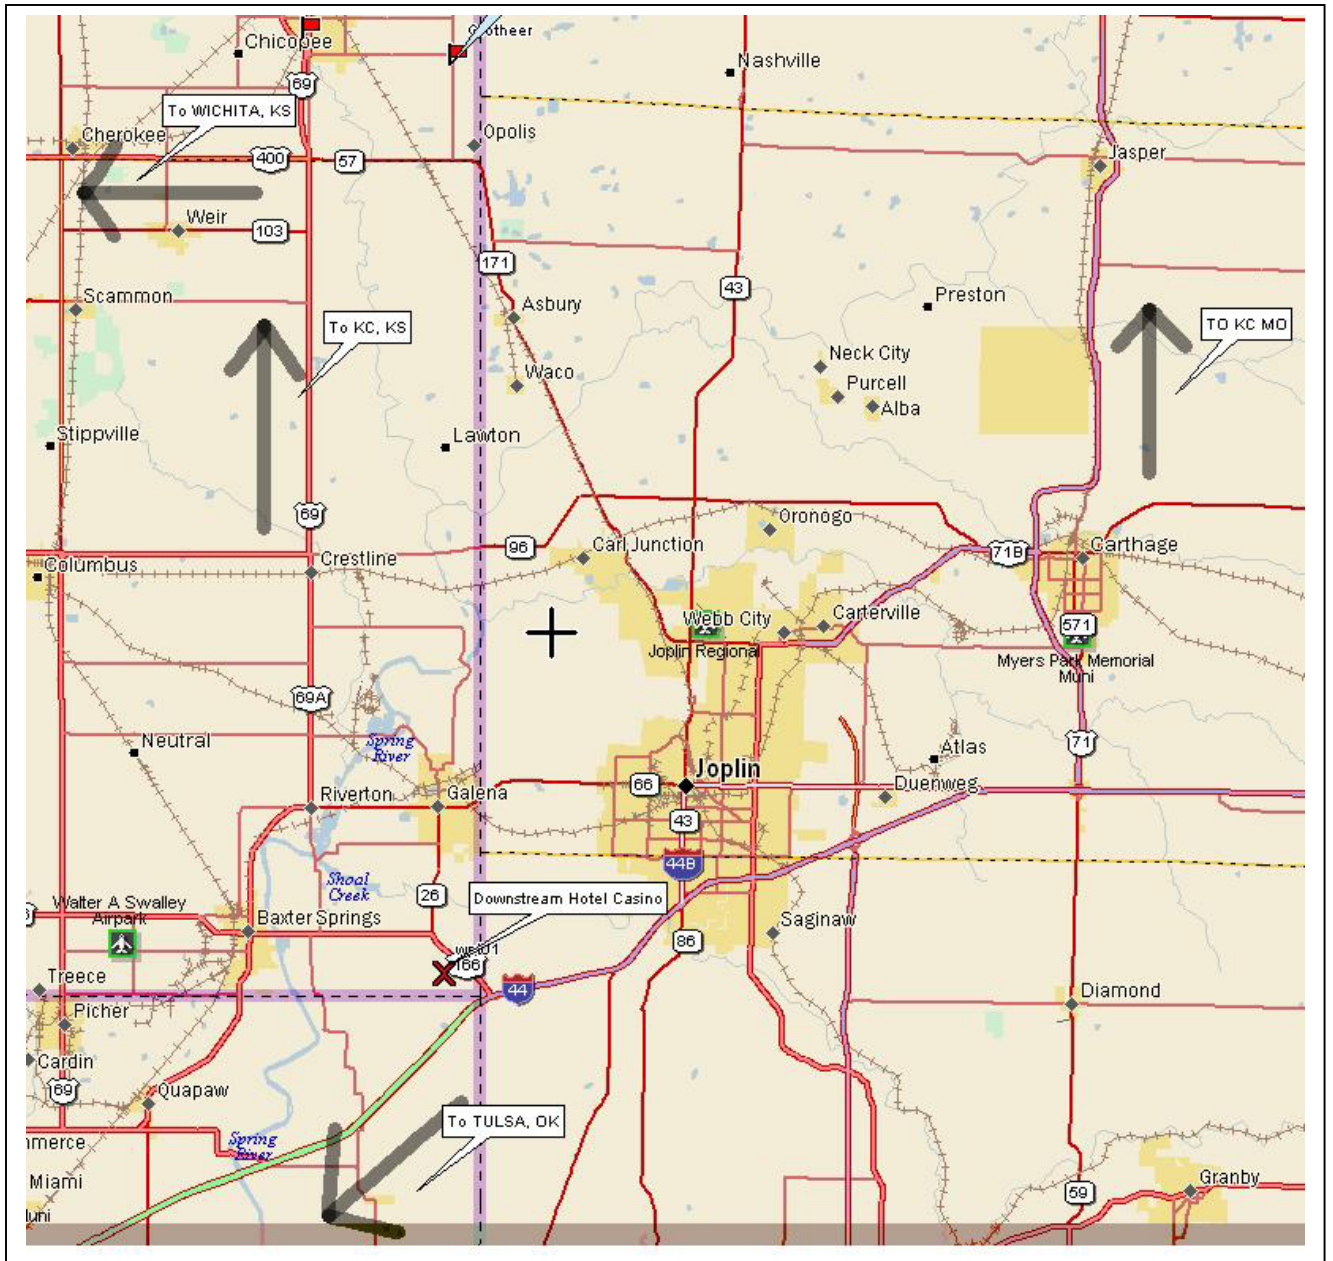 Chicopee
69
Nashville
To WICHITA, KS
Cherokee
Opolis
400
57
Jasper
Weir
103
171
43
Scammon
Asbury
Preston
To KC, KS
TO KC MO
Neck City
Waco
Purcell
Alba
Stippville
Lawton
69
Oronogo
96
Carl Junction
71B
Carthage
Crestline
Columbus
Webb City
Carterville
571
Joplin Regional
Myers Park Memorial
Muni
69A
Neutral
Spring
River
71
Atlas
Joplin
66
Duenweg
Riverton
Galena
43
44B
Shoal
Creek
26
Downstream Hotel Casino
Walter A Swalley
Airpark
Baxter Springs
Saginaw
86
166
Treece
44
Diamond
Picher
Cardin
69
Quapaw
To TULSA, OK
Spring
River
Miami
59
Granby